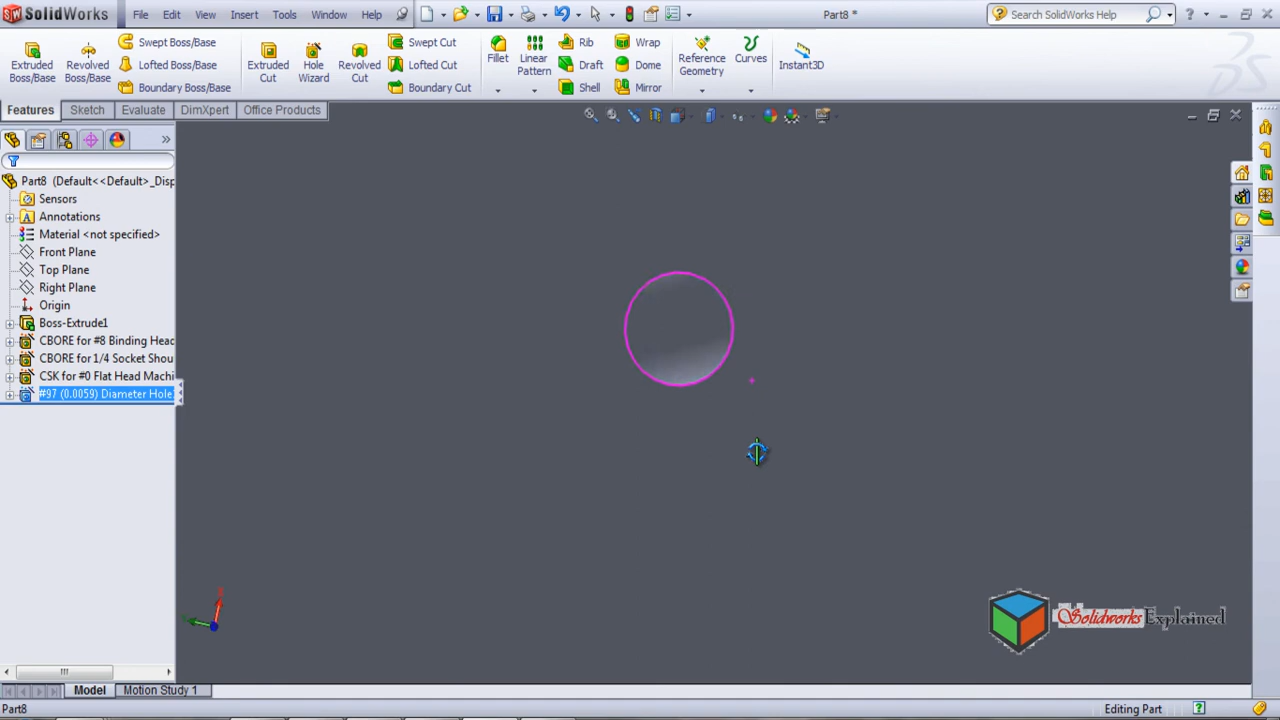 SolidWorks File Edit View Insert Tools Window Help Part8 * Search SolidWorks Help
Extruded Boss/Base
Revolved Boss/Base
Swept Boss/Base
Lofted Boss/Base
Boundary Boss/Base
Extruded Cut
Hole Wizard
Revolved Cut
Swept Cut
Lofted Cut
Boundary Cut
Fillet
Linear Pattern
Rib
Draft
Shell
Wrap
Dome
Mirror
Reference Geometry
Curves
Instant3D
Features Sketch Evaluate DimXpert Office Products
Part8 (Default<<Default>_Disp
Sensors
Annotations
Material <not specified>
Front Plane
Top Plane
Right Plane
Origin
Boss-Extrude1
CBORE for #8 Binding Head
CBORE for 1/4 Socket Shou
CSK for #0 Flat Head Machi
#97 (0.0059) Diameter Hole
Solidworks Explained
Model Motion Study 1
Part8 Editing Part